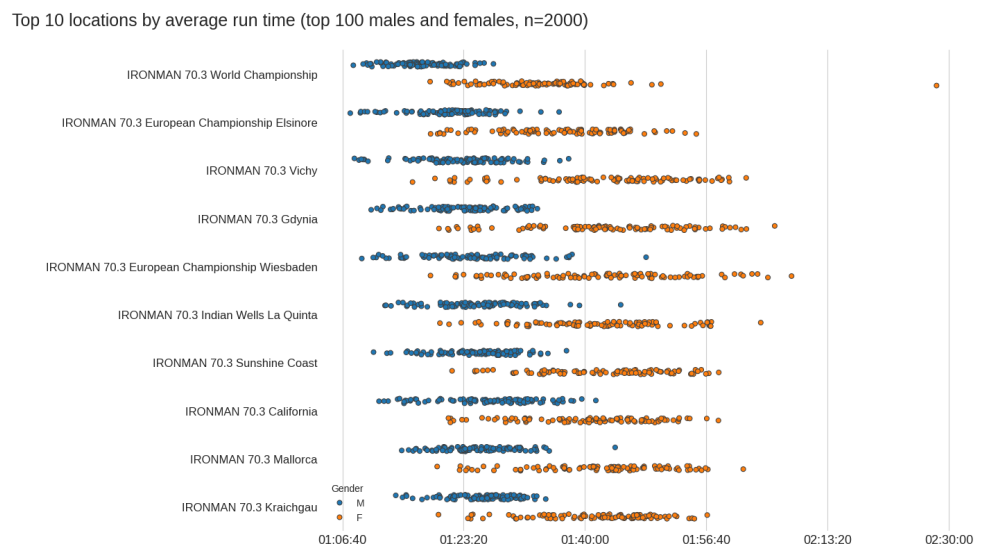 Top 10 locations by average run time (top 100 males and females, n=2000)
IRONMAN 70.3 World Championship
IRONMAN 70.3 European Championship Elsinore
IRONMAN 70.3 Vichy
IRONMAN 70.3 Gdynia
IRONMAN 70.3 European Championship Wiesbaden
IRONMAN 70.3 Indian Wells La Quinta
IRONMAN 70.3 Sunshine Coast
IRONMAN 70.3 California
IRONMAN 70.3 Mallorca
IRONMAN 70.3 Kraichgau
Gender
M
F
01:06:40 01:23:20 01:40:00 01:56:40 02:13:20 02:30:00